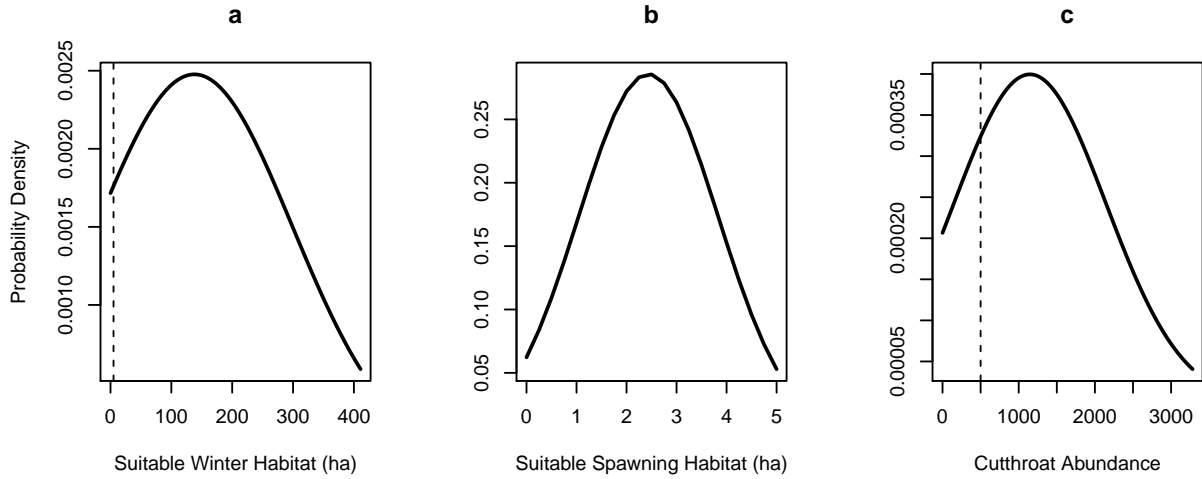 a
b
c
Probability Density
0.0010 0.0015 0.0020 0.0025
0 100 200 300 400
Suitable Winter Habitat (ha)
0.05 0.10 0.15 0.20 0.25
0 1 2 3 4 5
Suitable Spawning Habitat (ha)
0.00005 0.00020 0.00035
0 1000 2000 3000
Cutthroat Abundance